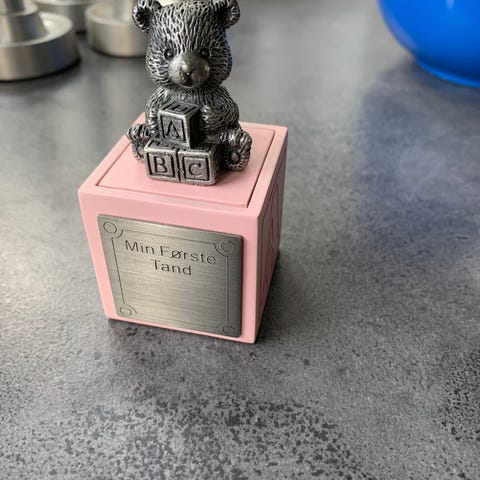 A
B C
Min Første
Tand